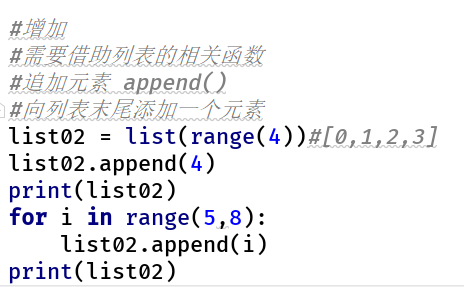 #增加
#需要借助列表的相关函数
#追加元素 append()
#向列表末尾添加一个元素
list02 = list(range(4))#[0,1,2,3]
list02.append(4)
print(list02)
for i in range(5,8):
    list02.append(i)
print(list02)